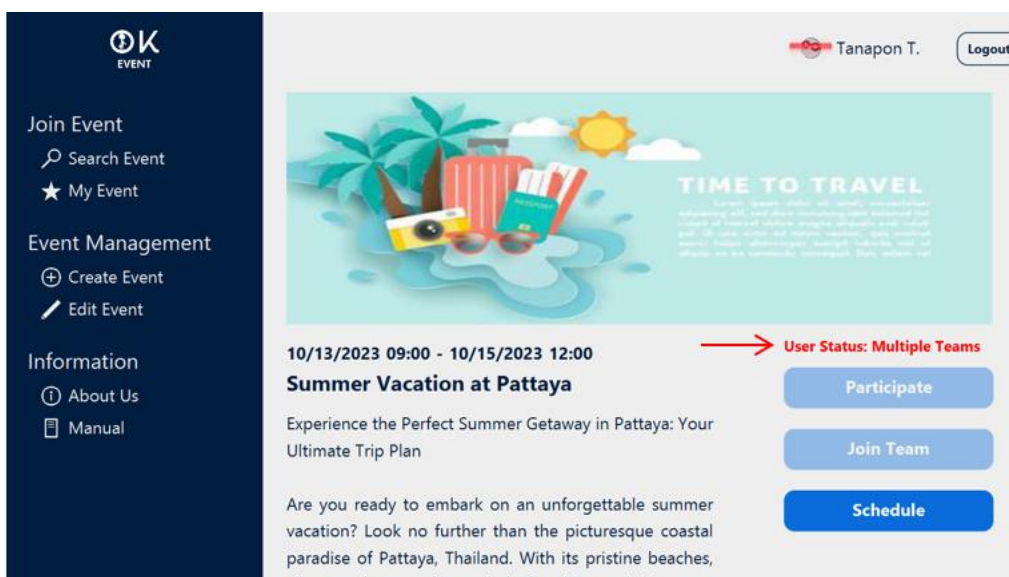 OK
EVENT
Tanapon T.
Logout
Join Event
Search Event
My Event
Event Management
Create Event
Edit Event
Information
About Us
Manual
PASSPORT
TIME TO TRAVEL
10/13/2023 09:00 - 10/15/2023 12:00
Summer Vacation at Pattaya
Experience the Perfect Summer Getaway in Pattaya: Your
Ultimate Trip Plan
Are you ready to embark on an unforgettable summer
vacation? Look no further than the picturesque coastal
paradise of Pattaya, Thailand. With its pristine beaches,
User Status: Multiple Teams
Participate
Join Team
Schedule